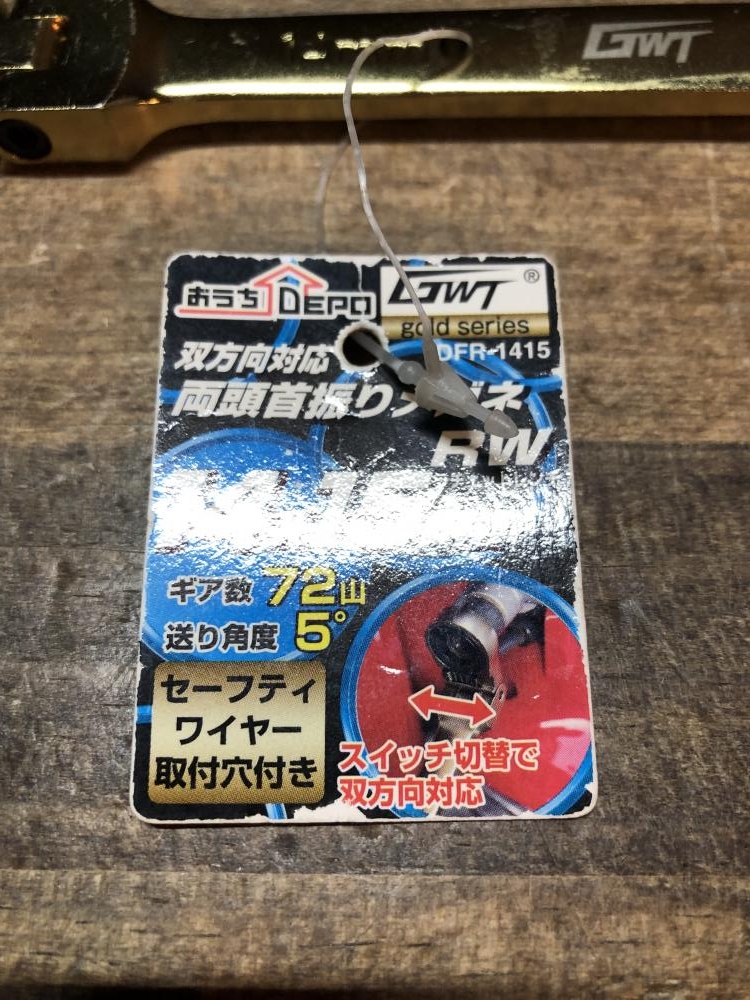 GWT
おうちDEPO
GWT®
gold series
DFR-1415
双方向対応
両頭首振りメガネ
RW
ギア数 72山
送り角度 5°
セーフティ
ワイヤー
取付穴付き
スイッチ切替で
双方向対応